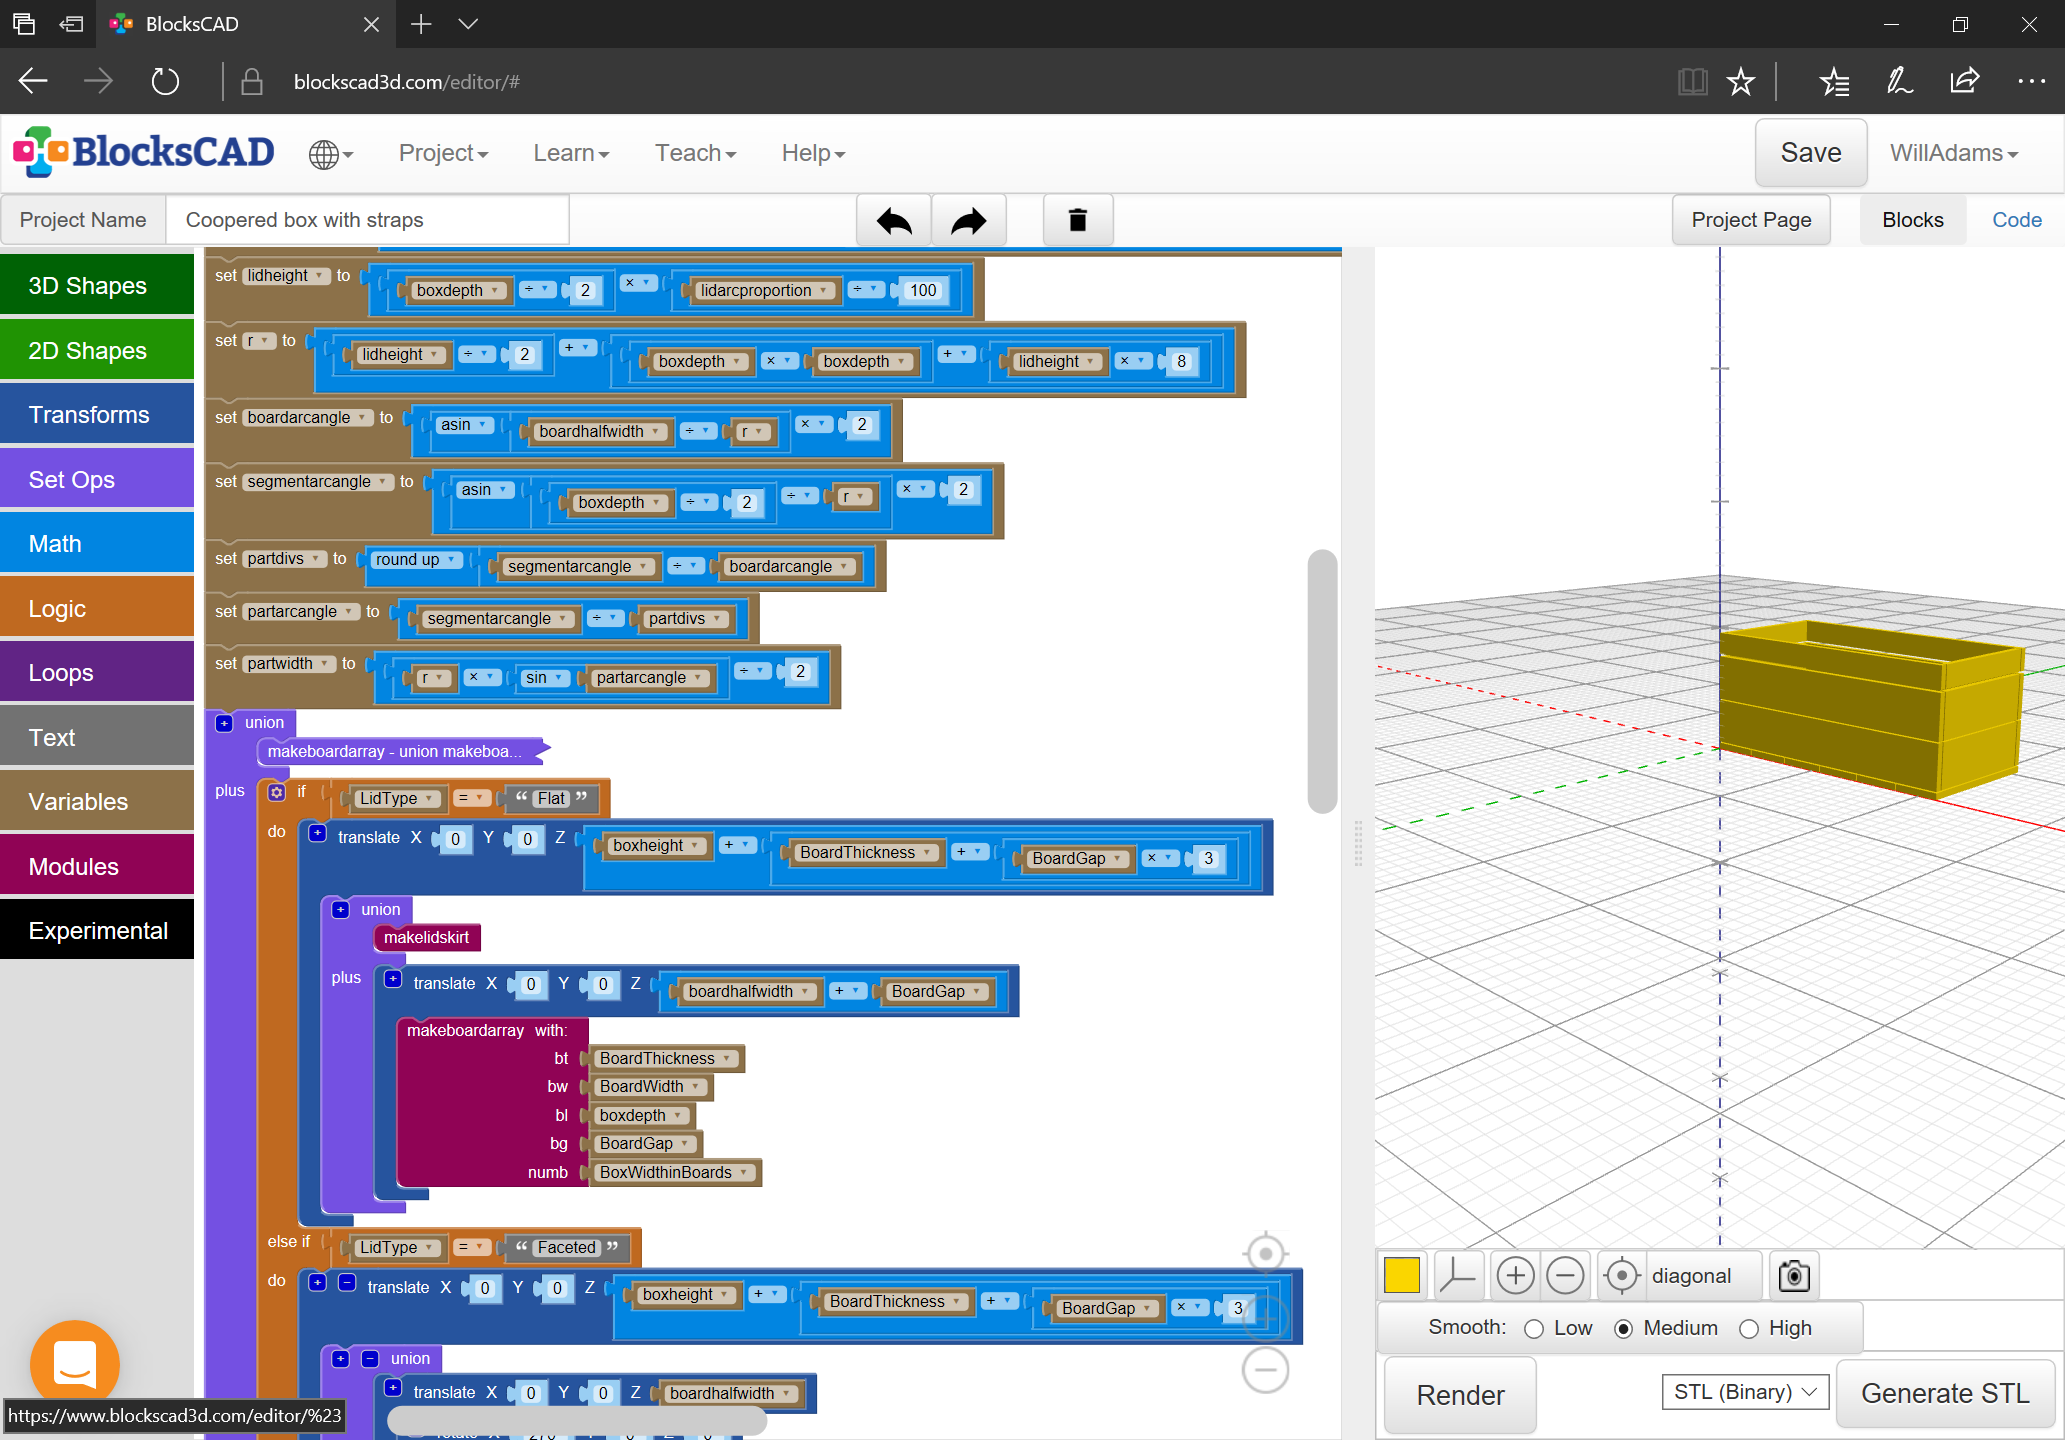 BlocksCAD
blockscad3d.com/editor/#
BlocksCAD Project Learn Teach Help Save WillAdams
Project Name Coopered box with straps Project Page Blocks Code
3D Shapes
2D Shapes
Transforms
Set Ops
Math
Logic
Loops
Text
Variables
Modules
Experimental
set lidheight to boxdepth ÷ 2 × lidarcproportion ÷ 100
set r to lidheight ÷ 2 + boxdepth × boxdepth + lidheight × 8
set boardarcangle to asin boardhalfwidth ÷ r × 2
set segmentarcangle to asin boxdepth ÷ 2 ÷ r × 2
set partdivs to round up segmentarcangle ÷ boardarcangle
set partarcangle to segmentarcangle ÷ partdivs
set partwidth to r × sin partarcangle ÷ 2
+ union
makeboardarray - union makeboa...
plus if LidType = “ Flat ”
do + translate X 0 Y 0 Z boxheight + BoardThickness + BoardGap × 3
+ union
makelidskirt
plus + translate X 0 Y 0 Z boardhalfwidth + BoardGap
makeboardarray with:
bt BoardThickness
bw BoardWidth
bl boxdepth
bg BoardGap
numb BoxWidthinBoards
else if LidType = “ Faceted ”
do + - translate X 0 Y 0 Z boxheight + BoardThickness + BoardGap × 3
+ - union
+ translate X 0 Y 0 Z boardhalfwidth
https://www.blockscad3d.com/editor/%23
diagonal
Smooth: Low Medium High
Render STL (Binary) Generate STL